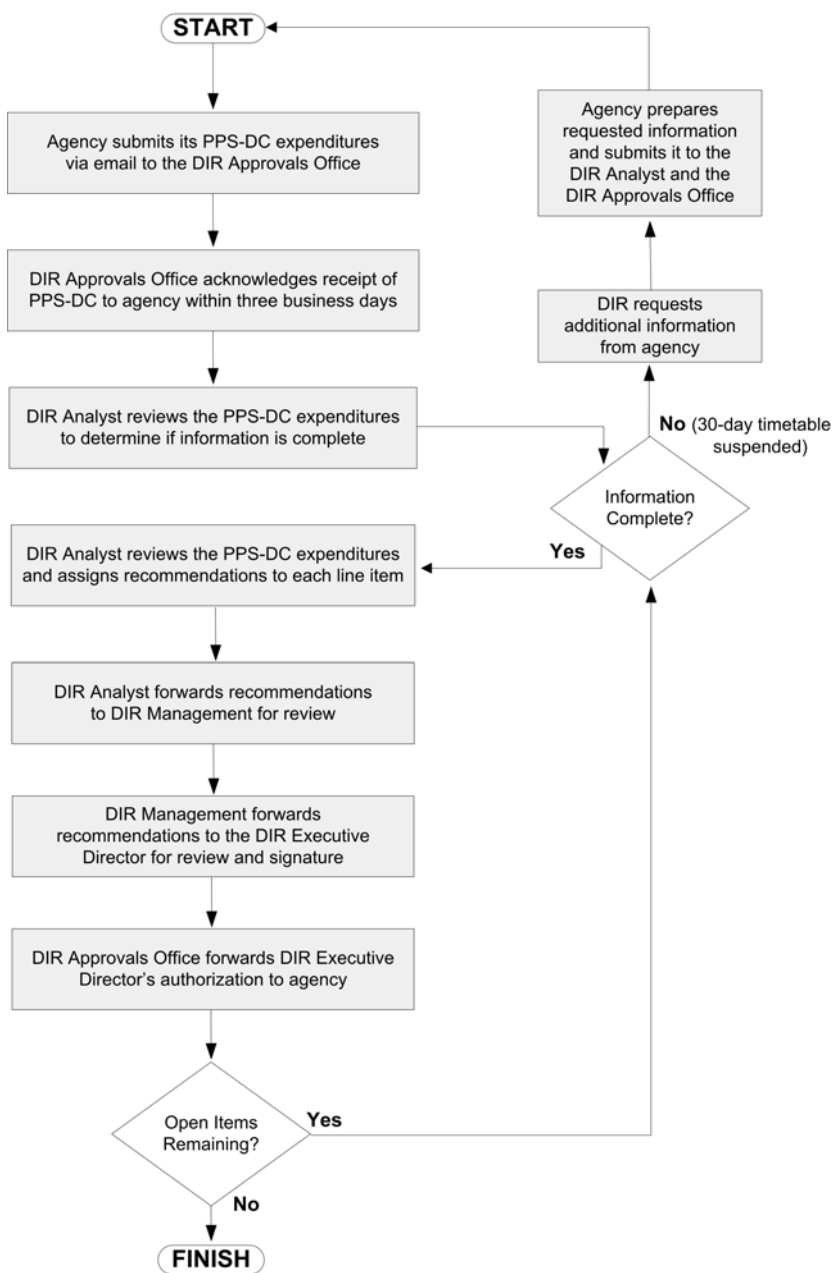 START
Agency submits its PPS-DC expenditures
via email to the DIR Approvals Office
DIR Approvals Office acknowledges receipt of
PPS-DC to agency within three business days
DIR Analyst reviews the PPS-DC expenditures
to determine if information is complete
Information
Complete?
No (30-day timetable
suspended)
DIR requests
additional information
from agency
Agency prepares
requested information
and submits it to the
DIR Analyst and the
DIR Approvals Office
Yes
DIR Analyst reviews the PPS-DC expenditures
and assigns recommendations to each line item
DIR Analyst forwards recommendations
to DIR Management for review
DIR Management forwards
recommendations to the DIR Executive
Director for review and signature
DIR Approvals Office forwards DIR Executive
Director’s authorization to agency
Open Items
Remaining?
Yes
No
FINISH